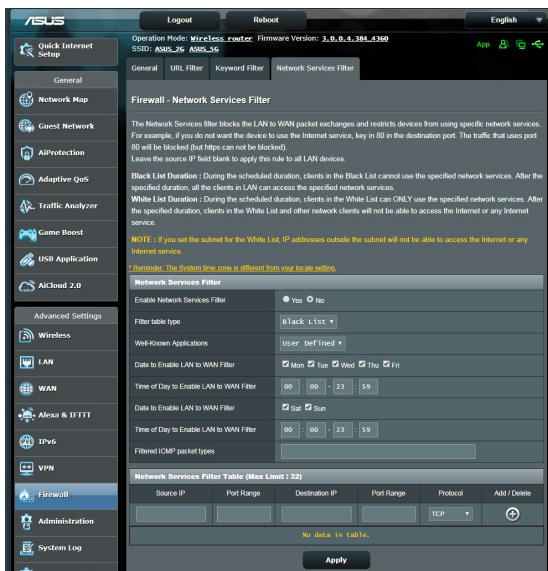 ASUS
Logout
Reboot
English
Operation Mode: Wireless router Firmware Version: 3.0.0.4.384_4360
SSID: ASUS_2G ASUS_5G
App
Quick Internet
Setup
General
Network Map
Guest Network
AiProtection
Adaptive QoS
Traffic Analyzer
Game Boost
USB Application
AiCloud 2.0
Advanced Settings
Wireless
LAN
WAN
Alexa & IFTTT
IPv6
VPN
Firewall
Administration
System Log
General
URL Filter
Keyword Filter
Network Services Filter
Firewall - Network Services Filter
The Network Services filter blocks the LAN to WAN packet exchanges and restricts devices from using specific network services.
For example, if you do not want the device to use the Internet service, key in 80 in the destination port. The traffic that uses port
80 will be blocked (but https can not be blocked).
Leave the source IP field blank to apply this rule to all LAN devices.
Black List Duration : During the scheduled duration, clients in the Black List cannot use the specified network services. After the
specified duration, all the clients in LAN can access the specified network services.
White List Duration : During the scheduled duration, clients in the White List can ONLY use the specified network services. After
the specified duration, clients in the White List and other network clients will not be able to access the Internet or any Internet
service.
NOTE : If you set the subnet for the White List, IP addresses outside the subnet will not be able to access the Internet or any
Internet service.
* Reminder: The System time zone is different from your locale setting.
Network Services Filter
Enable Network Services Filter
Yes No
Filter table type
Black List
Well-Known Applications
User Defined
Date to Enable LAN to WAN Filter
Mon Tue Wed Thu Fri
Time of Day to Enable LAN to WAN Filter
00 : 00 - 23 : 59
Date to Enable LAN to WAN Filter
Sat Sun
Time of Day to Enable LAN to WAN Filter
00 : 00 - 23 : 59
Filtered ICMP packet types
Network Services Filter Table (Max Limit : 32)
Source IP
Port Range
Destination IP
Port Range
Protocol
Add / Delete
TCP
No data in table.
Apply